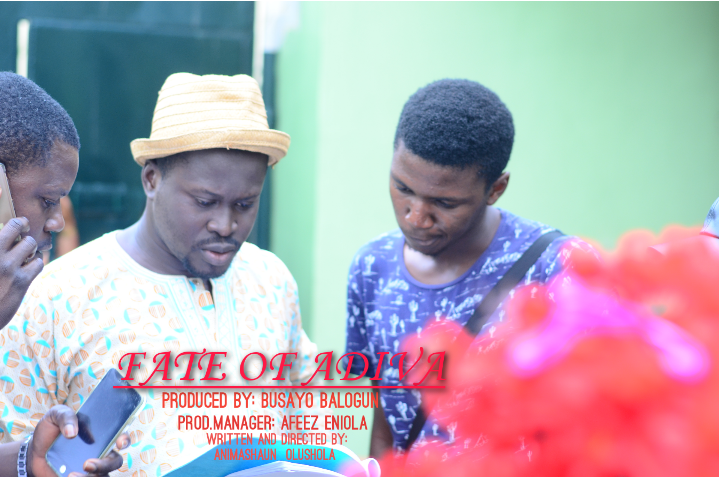 FATE OF ADIVA
PRODUCED BY: BUSAYO BALOGUN
PROD.MANAGER: AFEEZ ENIOLA
WRITTEN AND DIRECTED BY:
ANIMASHAUN OLUSHOLA